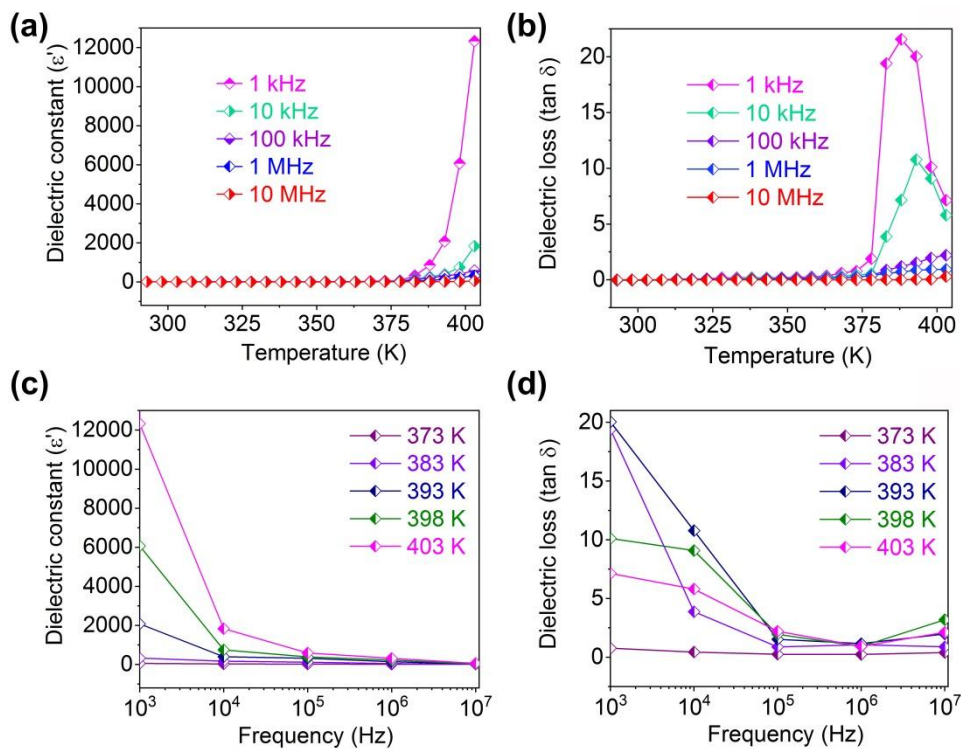 (a)
Dielectric constant (ε')
12000
10000
8000
6000
4000
2000
0
1 kHz
10 kHz
100 kHz
1 MHz
10 MHz
300 325 350 375 400
Temperature (K)
(b)
Dielectric loss (tan δ)
20
15
10
5
0
1 kHz
10 kHz
100 kHz
1 MHz
10 MHz
300 325 350 375 400
Temperature (K)
(c)
Dielectric constant (ε')
12000
10000
8000
6000
4000
2000
0
373 K
383 K
393 K
398 K
403 K
10³ 10⁴ 10⁵ 10⁶ 10⁷
Frequency (Hz)
(d)
Dielectric loss (tan δ)
20
15
10
5
0
373 K
383 K
393 K
398 K
403 K
10³ 10⁴ 10⁵ 10⁶ 10⁷
Frequency (Hz)